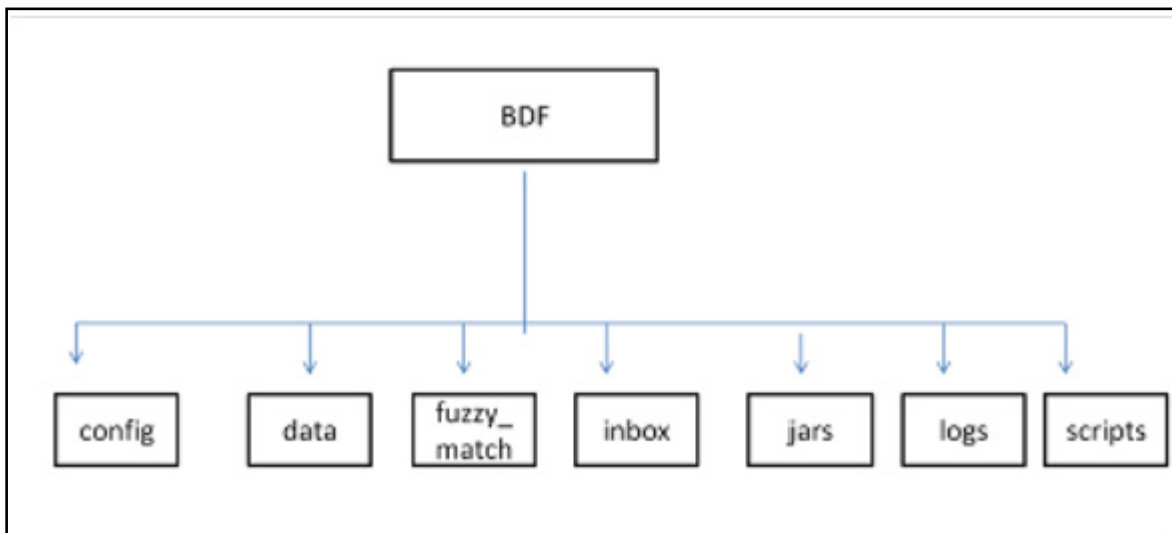 BDF
config
data
fuzzy_
match
inbox
jars
logs
scripts